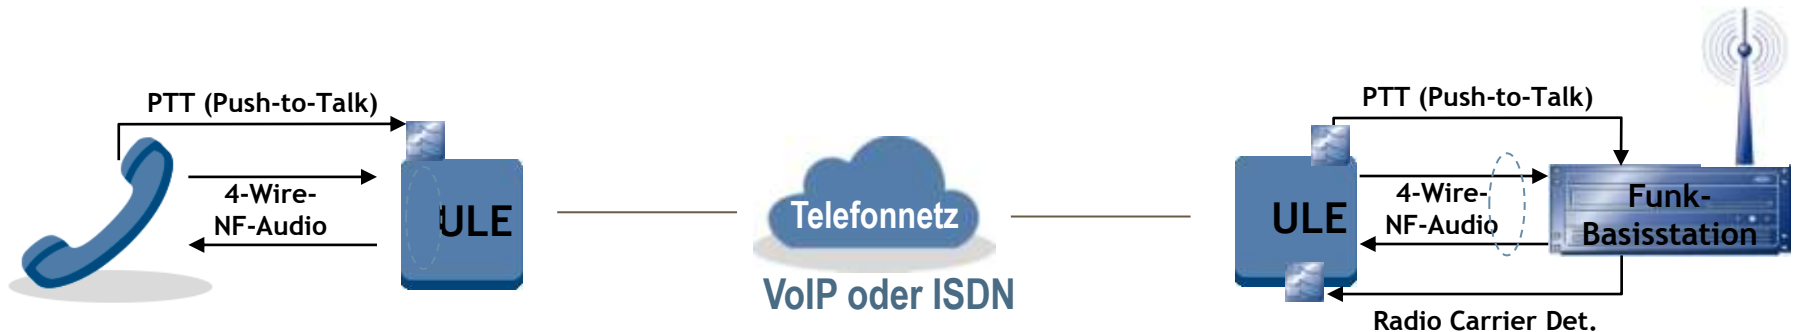 PTT (Push-to-Talk)
4-Wire-
NF-Audio
ULE
Telefonnetz
VoIP oder ISDN
PTT (Push-to-Talk)
ULE
4-Wire-
NF-Audio
Funk-
Basisstation
Radio Carrier Det.